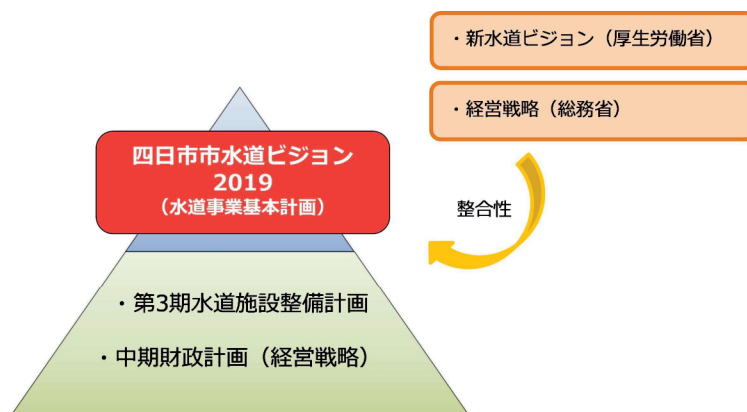 ・新水道ビジョン（厚生労働省）
・経営戦略（総務省）
四日市市水道ビジョン
2019
（水道事業基本計画）
整合性
・第3期水道施設整備計画
・中期財政計画（経営戦略）